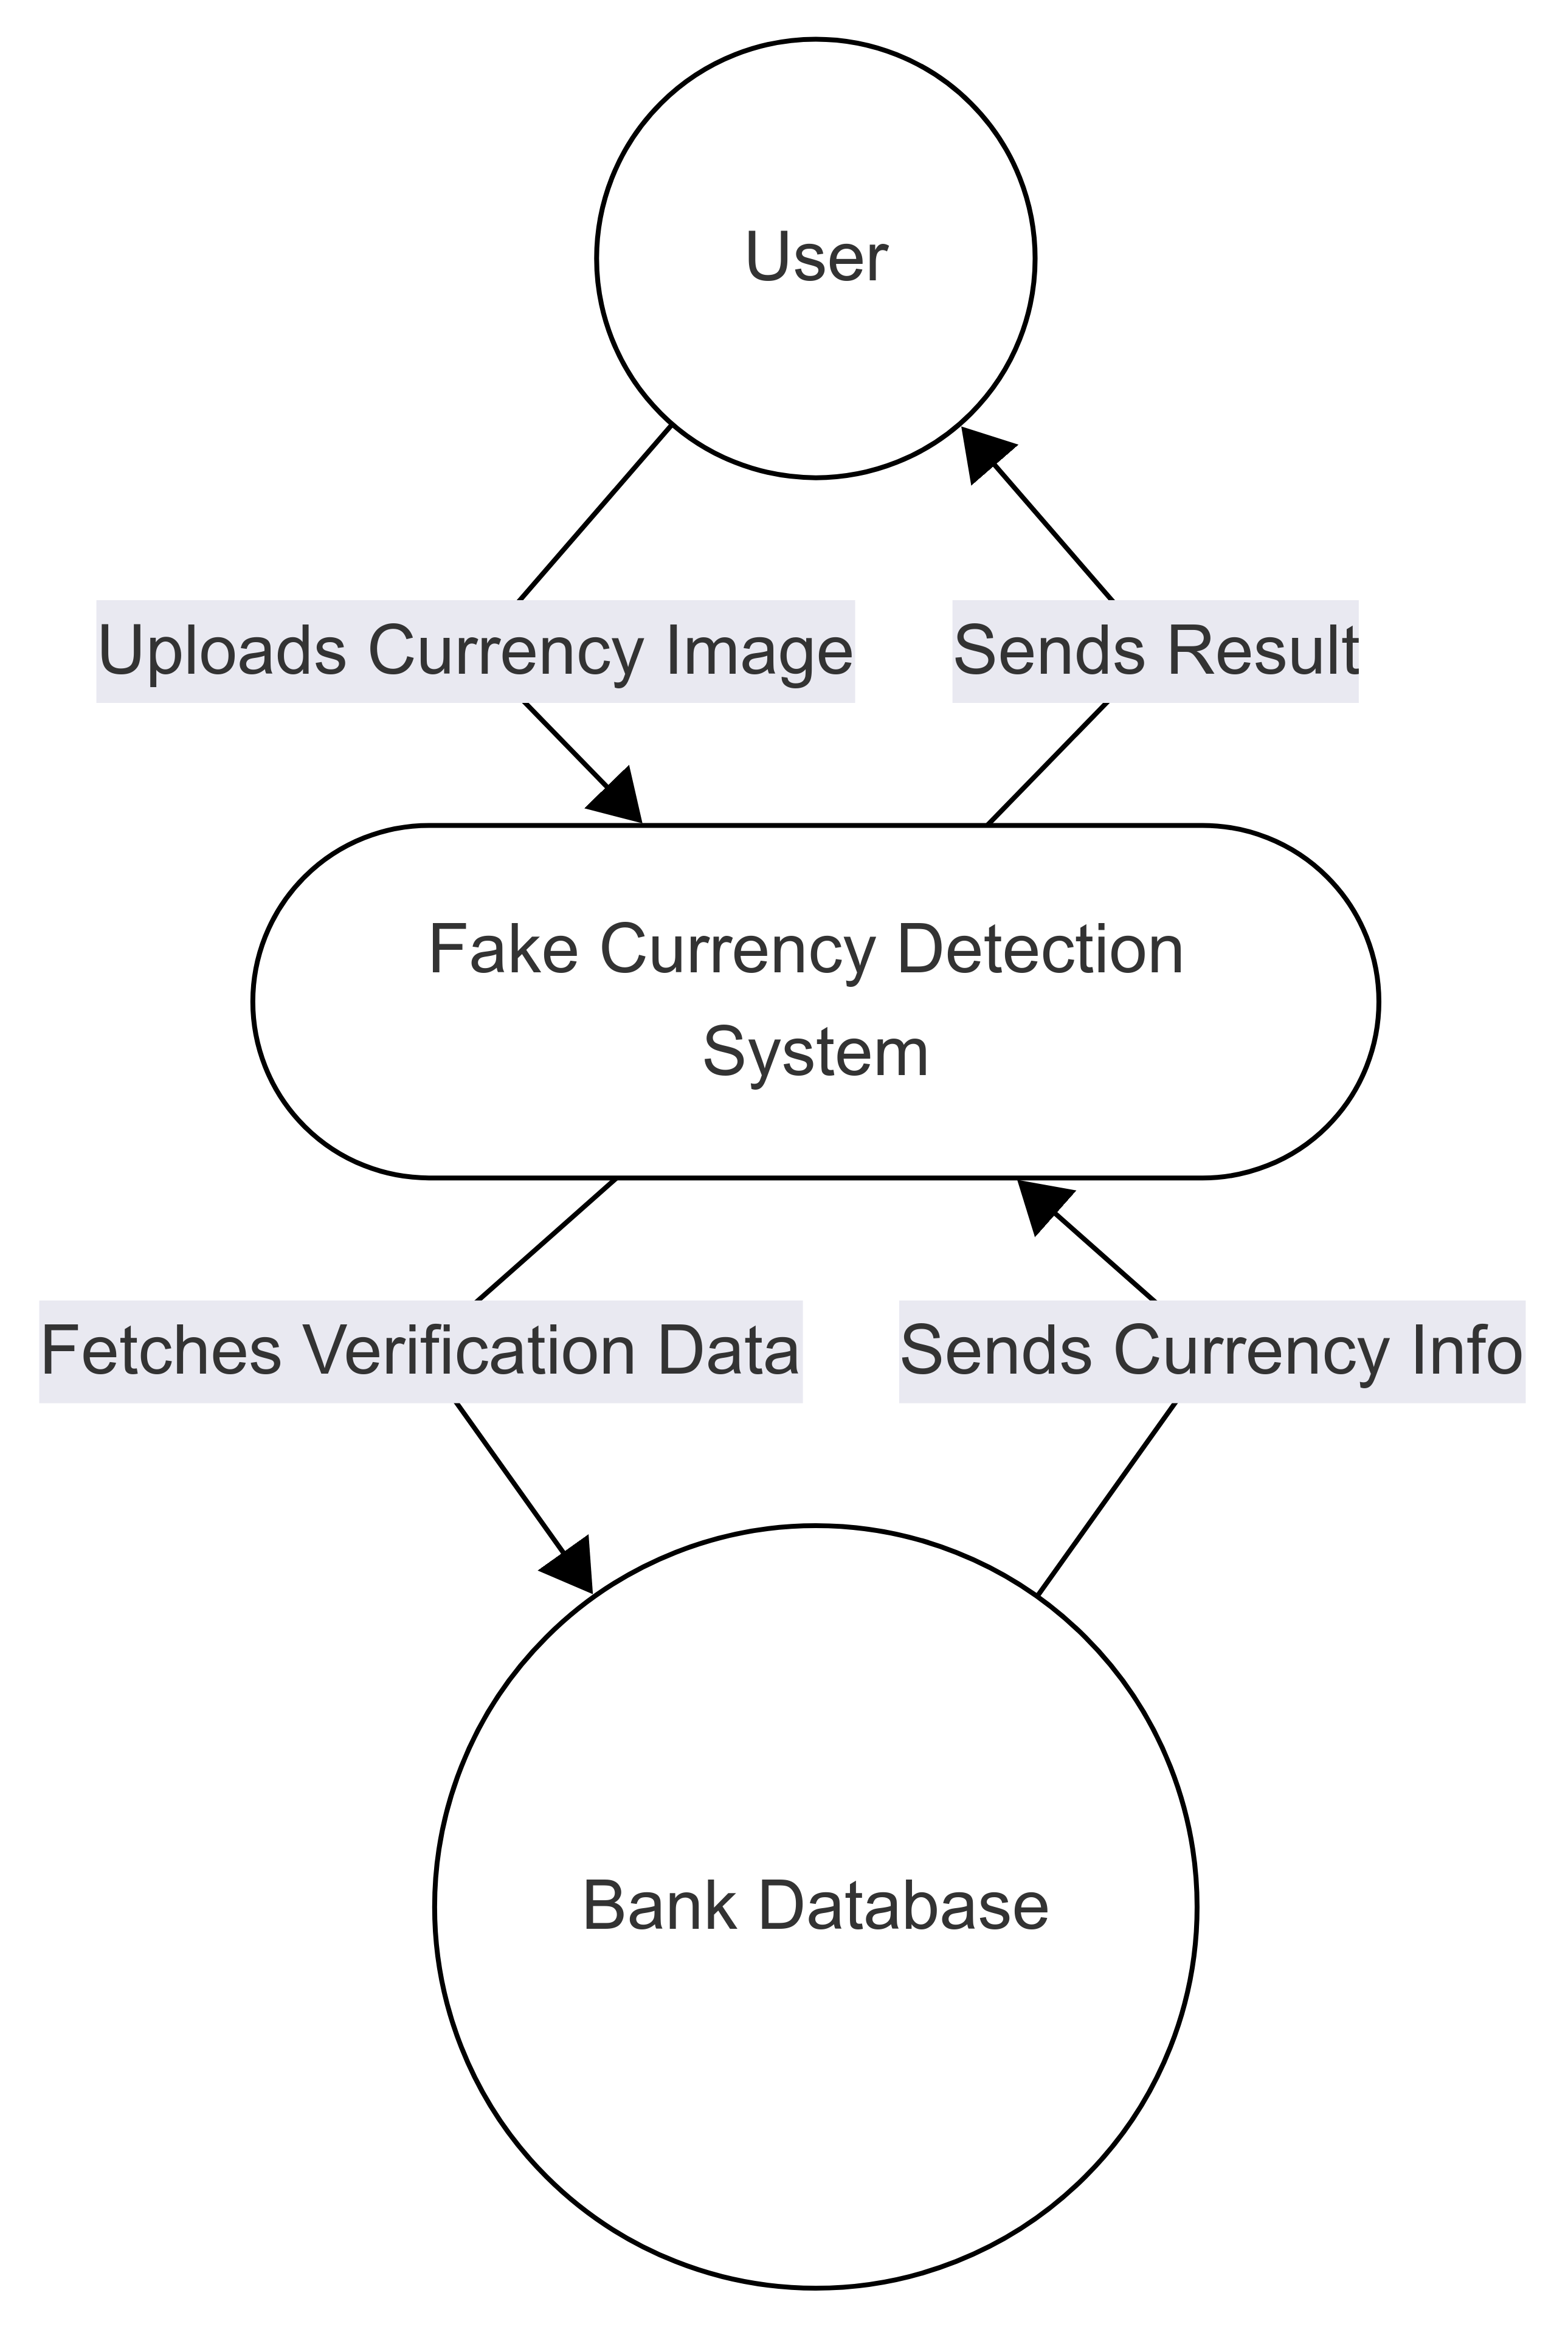 User
Uploads Currency Image
Sends Result
Fake Currency Detection
System
Fetches Verification Data
Sends Currency Info
Bank Database